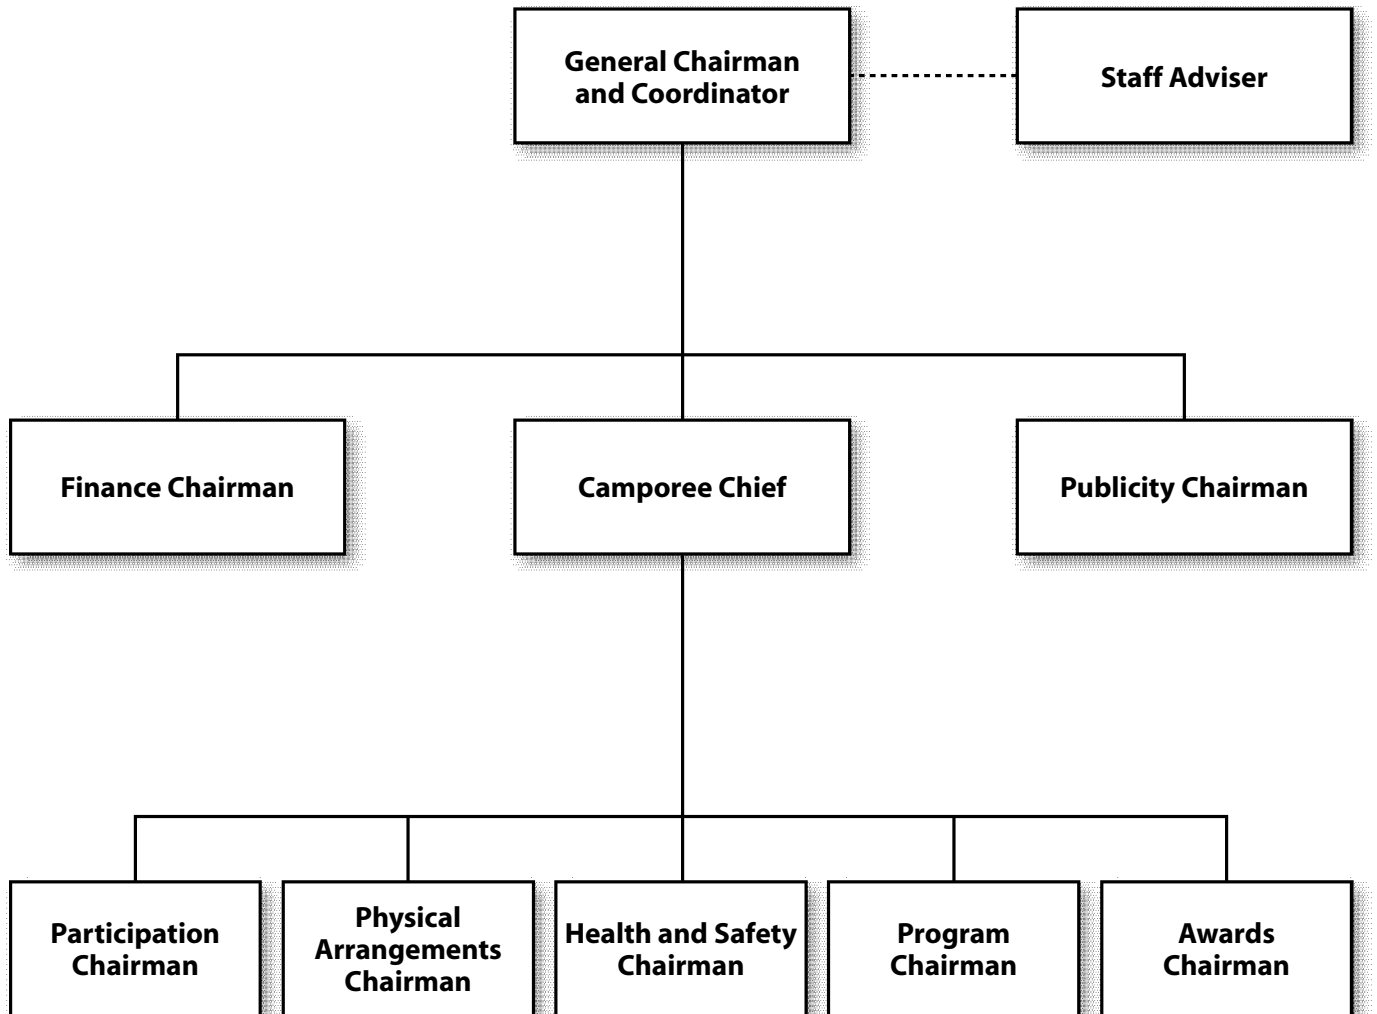 General Chairman
and Coordinator
Staff Adviser
Finance Chairman
Camporee Chief
Publicity Chairman
Participation
Chairman
Physical
Arrangements
Chairman
Health and Safety
Chairman
Program
Chairman
Awards
Chairman